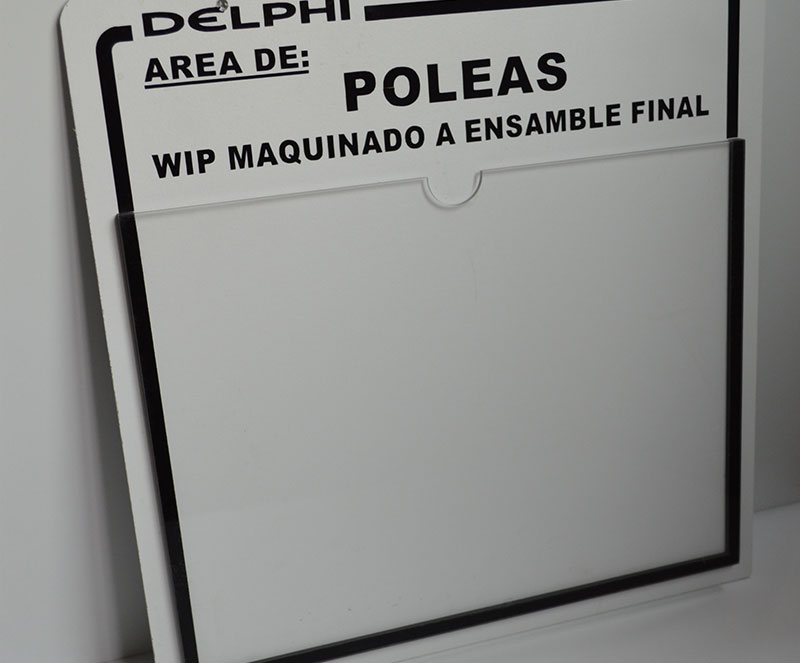 DELPHI
AREA DE:
POLEAS
WIP MAQUINADO A ENSAMBLE FINAL